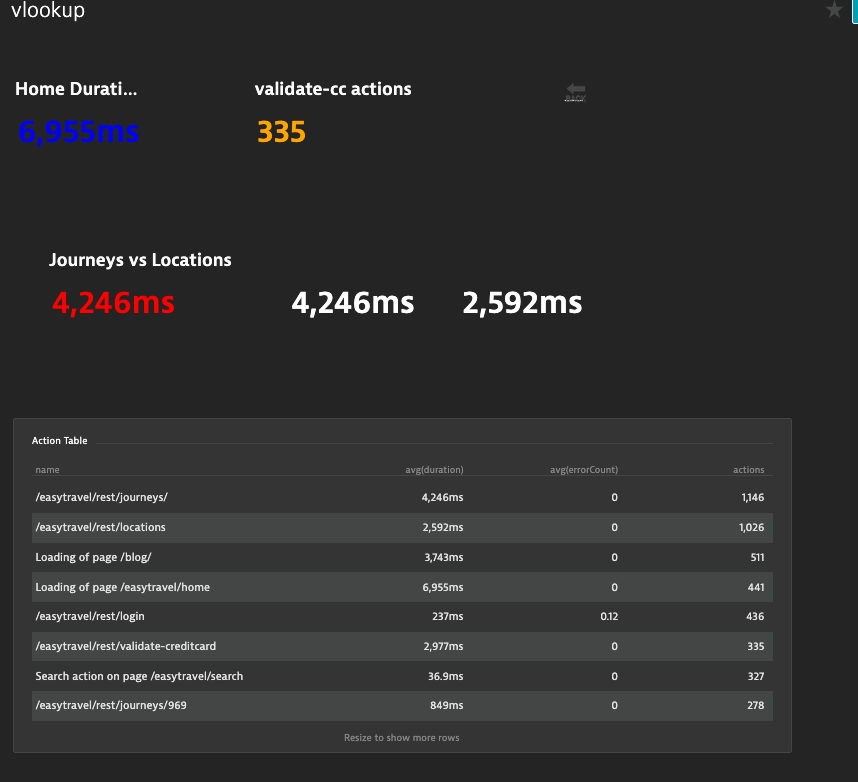 vlookup
Home Durati... validate-cc actions
BACK
6,955ms 335
Journeys vs Locations
4,246ms 4,246ms 2,592ms
Action Table
name avg(duration) avg(errorCount) actions
/easytravel/rest/journeys/ 4,246ms 0 1,146
/easytravel/rest/locations 2,592ms 0 1,026
Loading of page /blog/ 3,743ms 0 511
Loading of page /easytravel/home 6,955ms 0 441
/easytravel/rest/login 237ms 0.12 436
/easytravel/rest/validate-creditcard 2,977ms 0 335
Search action on page /easytravel/search 36.9ms 0 327
/easytravel/rest/journeys/969 849ms 0 278
Resize to show more rows